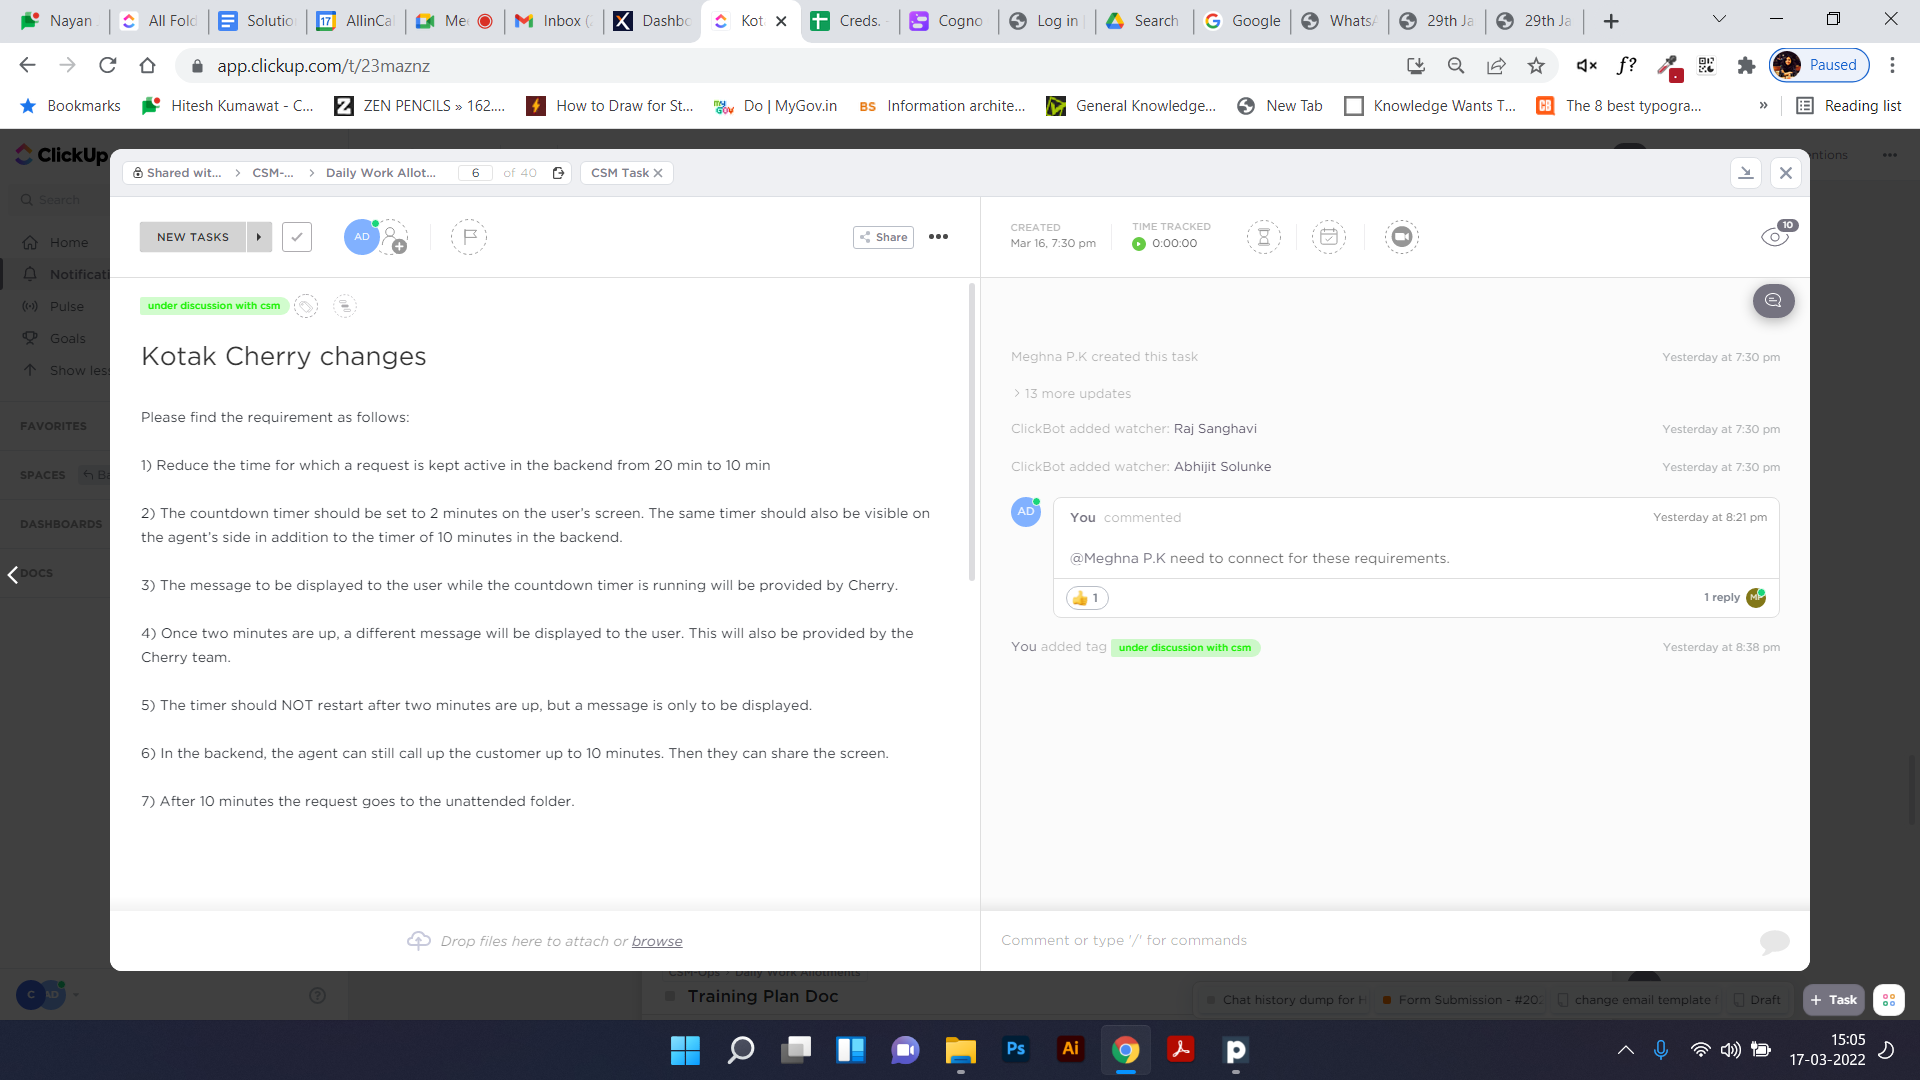 Nayan
All Fold
Solutio
AllinCal
Mee
Inbox (2
Dashbo
Kot
Creds. -
Cogno
Log in
Search
Google
WhatsA
29th Ja
29th Ja
app.clickup.com/t/23maznz
Paused
Bookmarks
Hitesh Kumawat - C...
ZEN PENCILS » 162....
How to Draw for St...
Do | MyGov.in
Information archite...
General Knowledge...
New Tab
Knowledge Wants T...
The 8 best typogra...
»
Reading list
ClickUp
Search
Home
Notificati
Pulse
Goals
Show less
FAVORITES
SPACES
Ba
DASHBOARDS
DOCS
Shared wit... > CSM-... > Daily Work Allot... 6 of 40
CSM Task
NEW TASKS
AD
Share
CREATED
Mar 16, 7:30 pm
TIME TRACKED
0:00:00
10
under discussion with csm
Kotak Cherry changes
Please find the requirement as follows:
1) Reduce the time for which a request is kept active in the backend from 20 min to 10 min
2) The countdown timer should be set to 2 minutes on the user's screen. The same timer should also be visible on
the agent's side in addition to the timer of 10 minutes in the backend.
3) The message to be displayed to the user while the countdown timer is running will be provided by Cherry.
4) Once two minutes are up, a different message will be displayed to the user. This will also be provided by the
Cherry team.
5) The timer should NOT restart after two minutes are up, but a message is only to be displayed.
6) In the backend, the agent can still call up the customer up to 10 minutes. Then they can share the screen.
7) After 10 minutes the request goes to the unattended folder.
Drop files here to attach or browse
Meghna P.K created this task
Yesterday at 7:30 pm
> 13 more updates
ClickBot added watcher: Raj Sanghavi
Yesterday at 7:30 pm
ClickBot added watcher: Abhijit Solunke
Yesterday at 7:30 pm
AD
You commented
Yesterday at 8:21 pm
@Meghna P.K need to connect for these requirements.
1
1 reply
MP
You added tag under discussion with csm
Yesterday at 8:38 pm
Comment or type '/' for commands
ntions
CSM-Ops > Daily Work Allotments
Training Plan Doc
C
AD
Chat history dump for H
Form Submission - #20
change email template
Draft
+ Task
Ps
Ai
15:05
17-03-2022